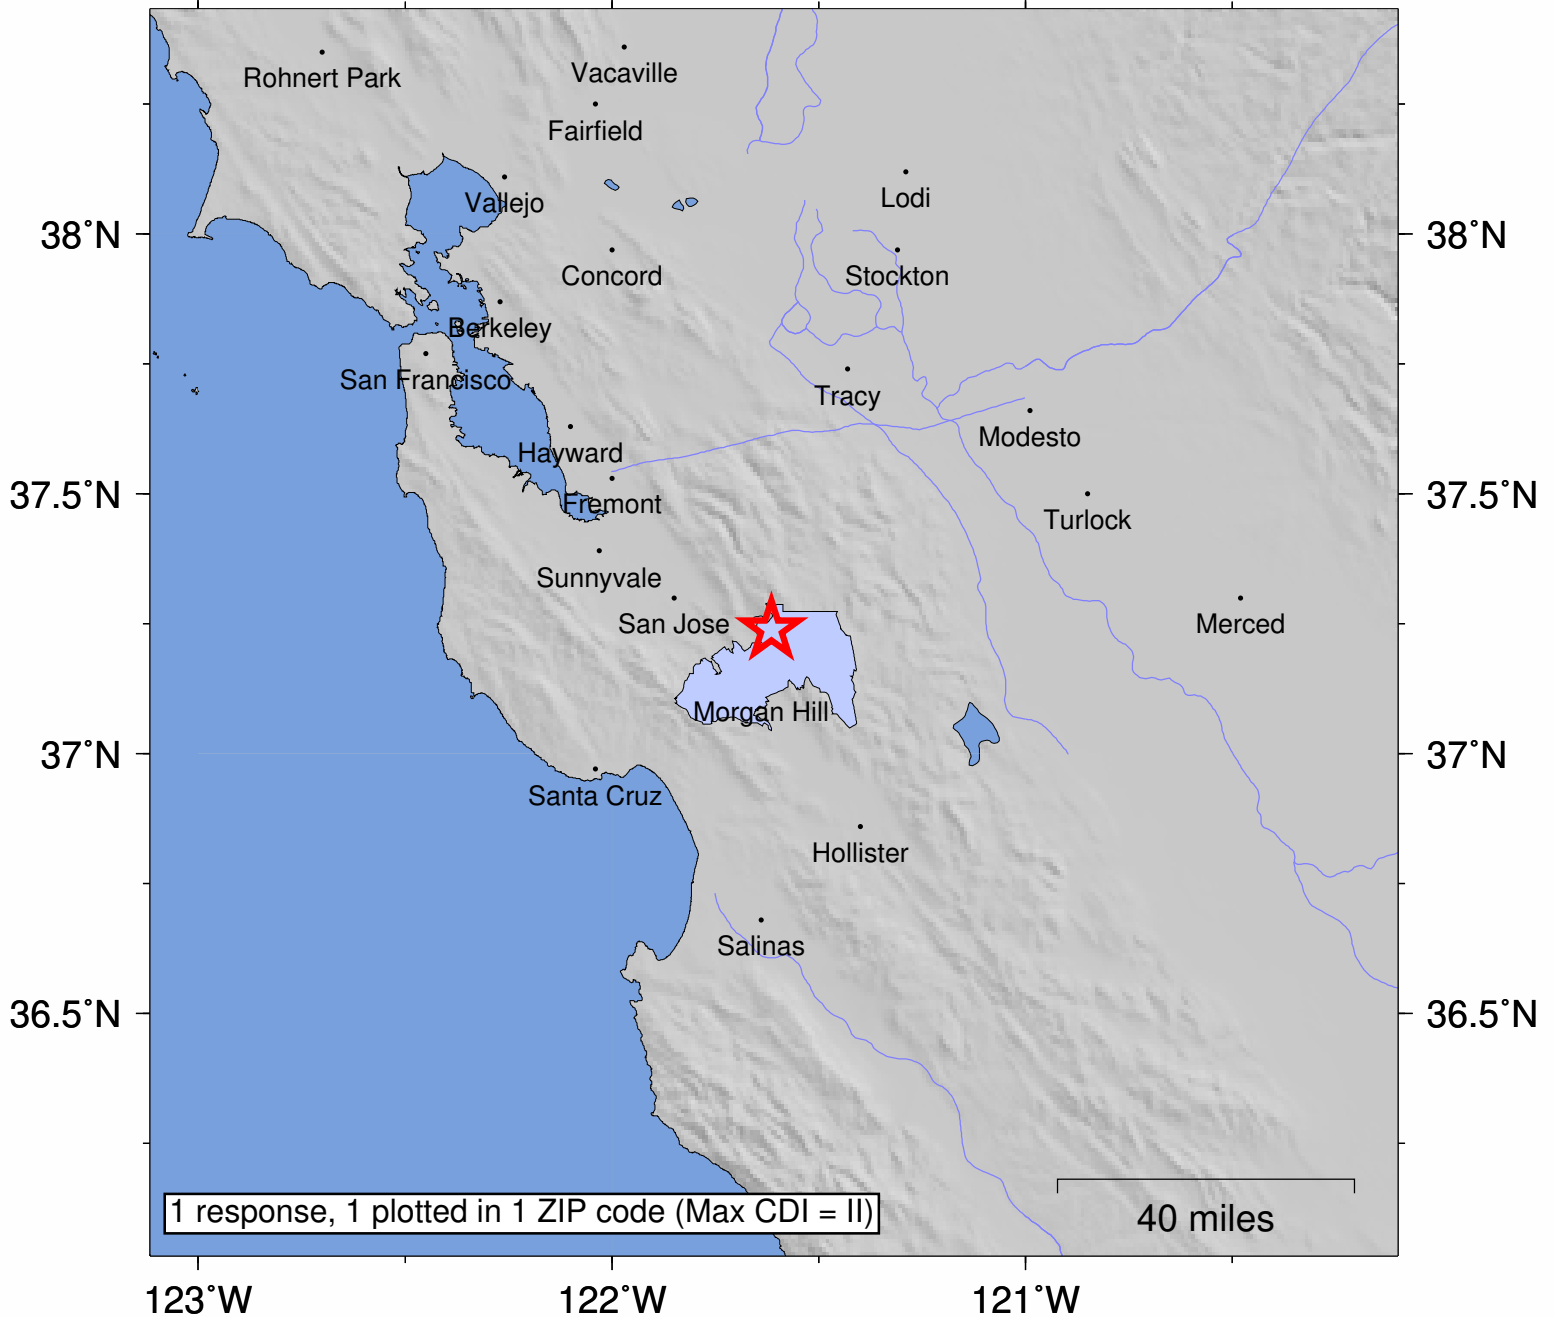 Rohnert Park
Vacaville
Fairfield
Vallejo
Lodi
38˚N
38˚N
Concord
Stockton
Berkeley
San Francisco
Tracy
Modesto
Hayward
37.5˚N
37.5˚N
Fremont
Turlock
Sunnyvale
San Jose
Merced
Morgan Hill
37˚N
37˚N
Santa Cruz
Hollister
Salinas
36.5˚N
36.5˚N
1 response, 1 plotted in 1 ZIP code (Max CDI = II)
40 miles
123˚W
122˚W
121˚W